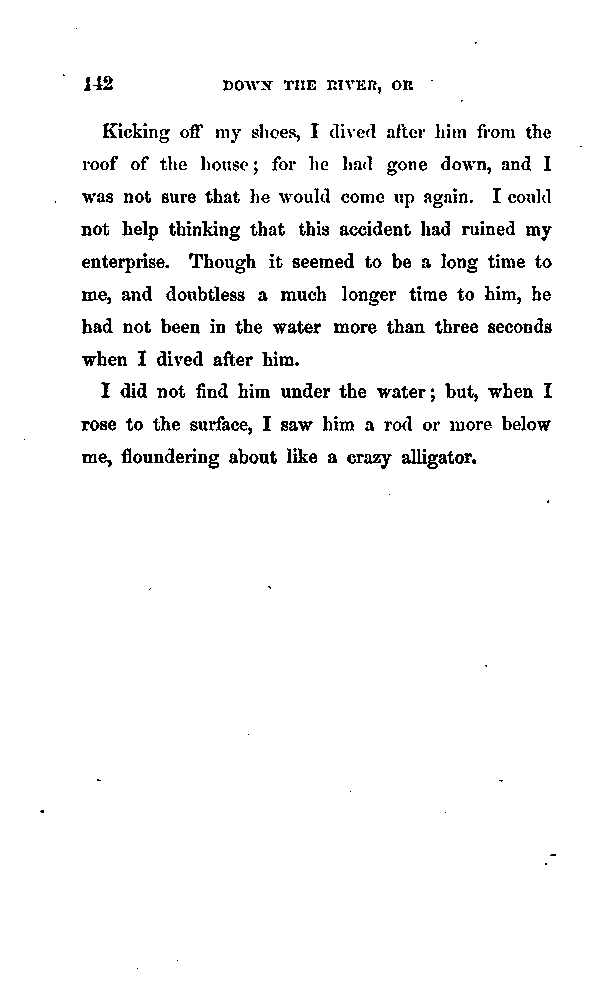 142 DOWN THE RIVER, OR
Kicking off my shoes, I dived after him from the
roof of the house; for he had gone down, and I
was not sure that he would come up again. I could
not help thinking that this accident had ruined my
enterprise. Though it seemed to be a long time to
me, and doubtless a much longer time to him, he
had not been in the water more than three seconds
when I dived after him.
I did not find him under the water; but, when I
rose to the surface, I saw him a rod or more below
me, floundering about like a crazy alligator.